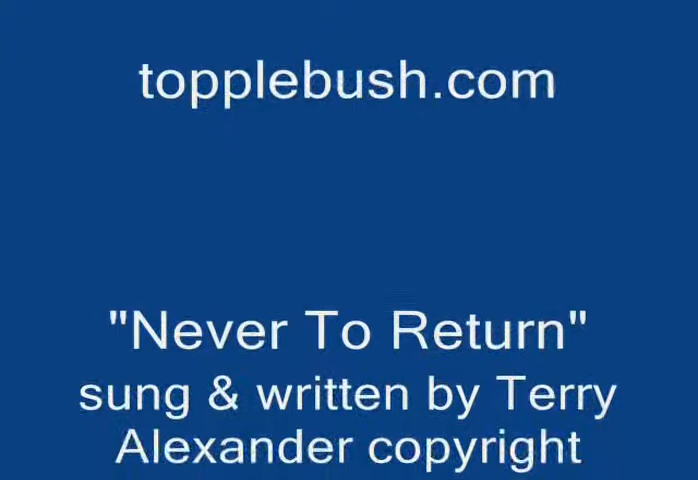 topplebush.com
"Never To Return"
sung & written by Terry
Alexander copyright